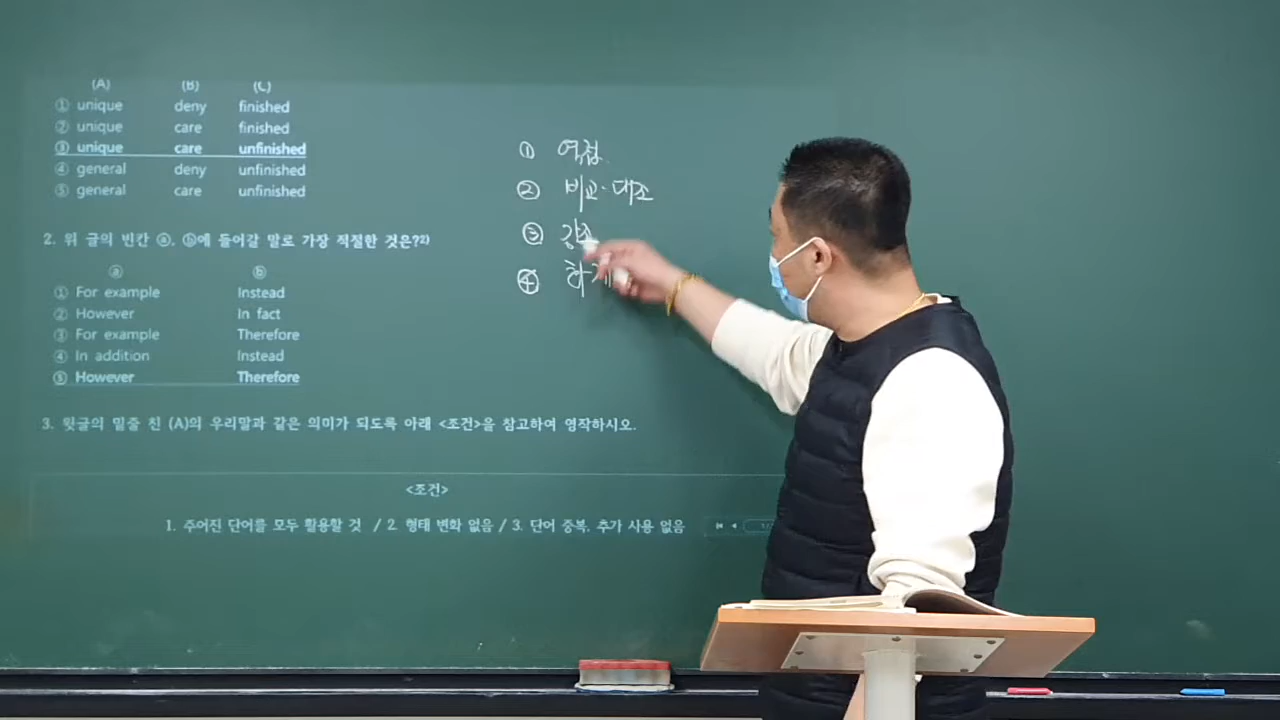 (A) (B) (C)
① unique deny finished
② unique care finished
③ unique care unfinished
④ general deny unfinished
⑤ general care unfinished
2. 위 글의 빈칸 ⓐ, ⓑ에 들어갈 말로 가장 적절한 것은?2)
ⓐ ⓑ
① For example Instead
② However In fact
③ For example Therefore
④ In addition Instead
⑤ However Therefore
3. 윗글의 밑줄 친 (A)의 우리말과 같은 의미가 되도록 아래 <조건>을 참고하여 영작하시오.
<조건>
1. 주어진 단어를 모두 활용할 것 / 2. 형태 변화 없음 / 3. 단어 중복, 추가 사용 없음
① 역접
② 비교·대조
③ 강조
④